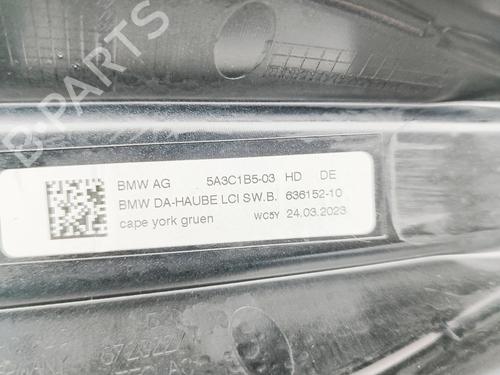 BMW AG 5A3C1B5-03 HD DE
BMW DA-HAUBE LCI SW.B. 636152-10
cape york gruen WC5Y 24.03.2023
B-PARTS